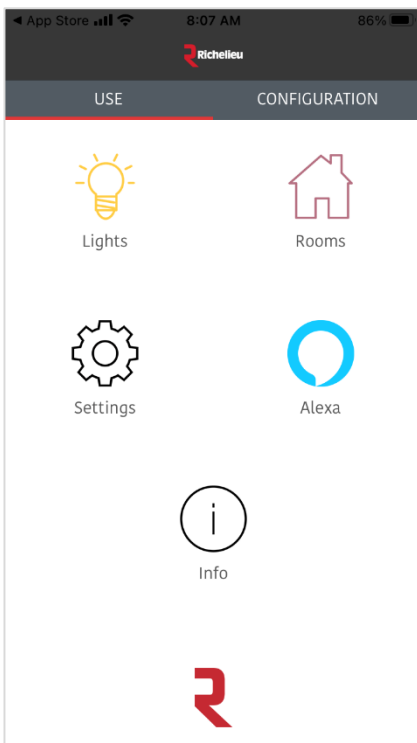 ◀ App Store 8:07 AM 86%
Richelieu
USE CONFIGURATION
Lights Rooms
Settings Alexa
i
Info